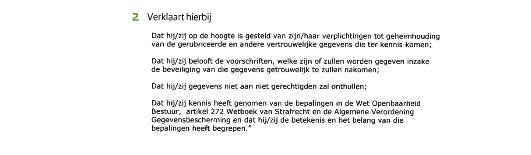 2 Verklaart hierbij
Dat hij/zij op de hoogte is gesteld van zijn/haar verplichtingen tot geheimhouding
van de gerubriceerde en andere vertrouwelijke gegevens die ter kennis komen;
Dat hij/zij belooft de voorschriften, welke zijn of zullen worden gegeven inzake
de beveiliging van die gegevens getrouwelijk te zullen nakomen;
Dat hij/zij gegevens niet aan niet gerechtigden zal onthullen;
Dat hij/zij kennis heeft genomen van de bepalingen in de Wet Openbaarheid
Bestuur, artikel 272 Wetboek van Strafrecht en de Algemene Verordening
Gegevensbescherming en dat hij/zij de betekenis en het belang van die
bepalingen heeft begrepen."